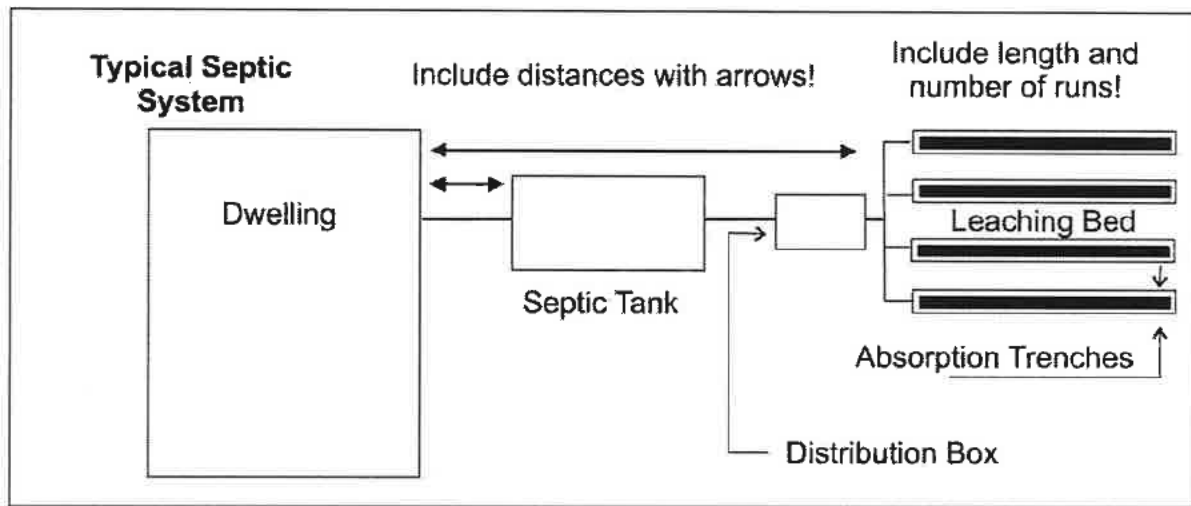 Typical Septic
System
Include distances with arrows!
Include length and
number of runs!
Dwelling
Leaching Bed
Septic Tank
Absorption Trenches
Distribution Box